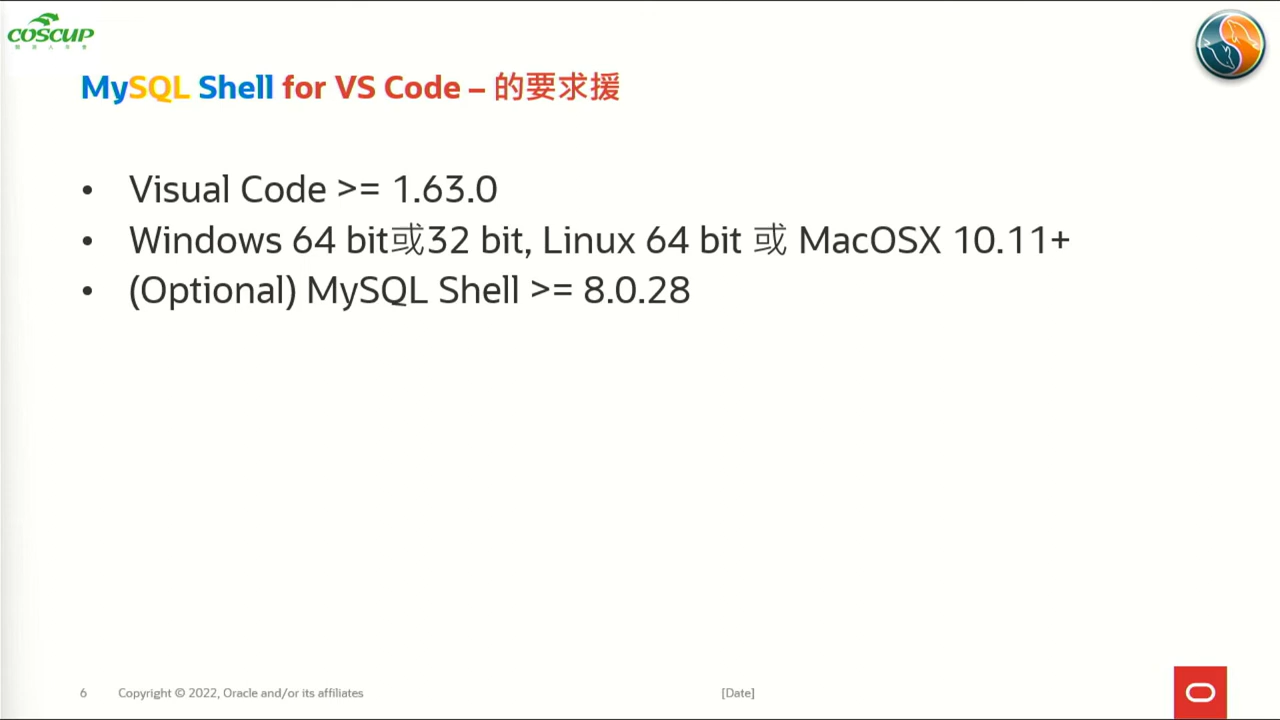 COSCUP
MySQL Shell for VS Code – 的要求援
• Visual Code >= 1.63.0
• Windows 64 bit或32 bit, Linux 64 bit 或 MacOSX 10.11+
• (Optional) MySQL Shell >= 8.0.28
6 Copyright © 2022, Oracle and/or its affiliates [Date]